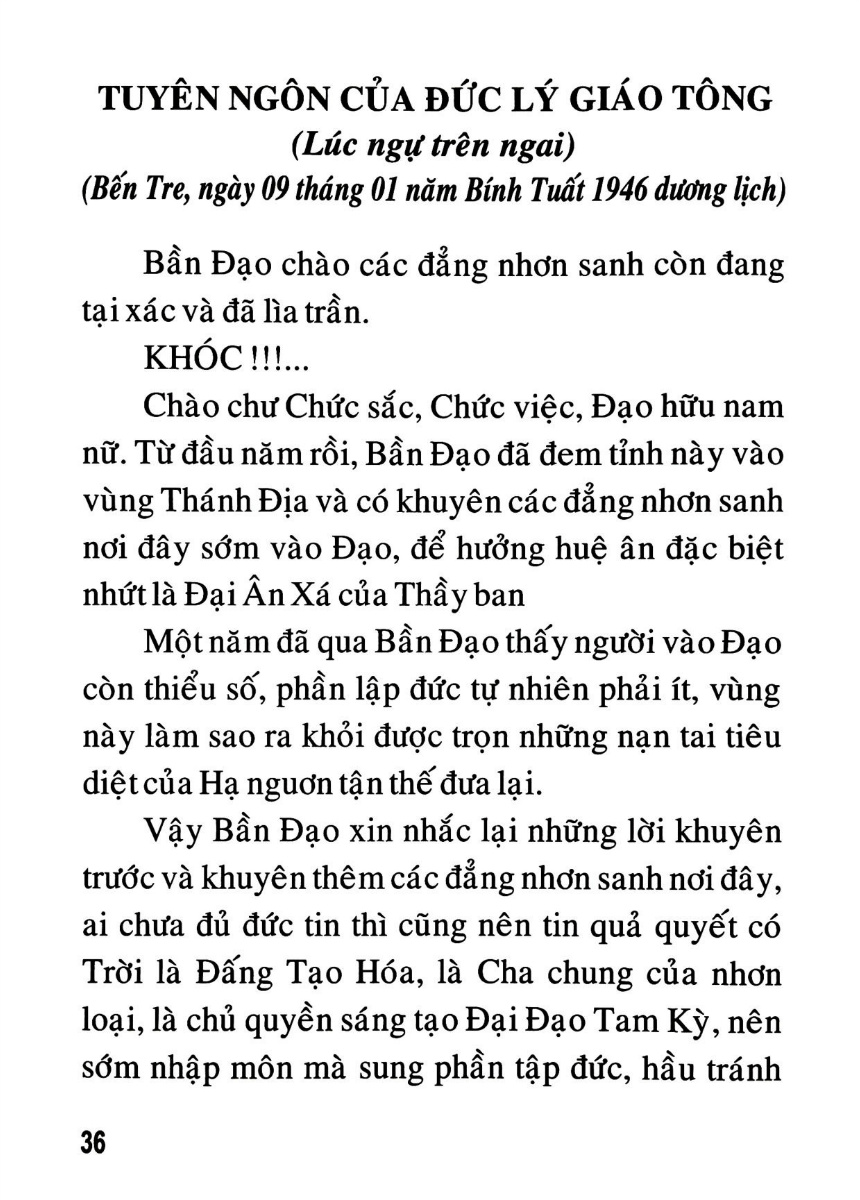 TUYÊN NGÔN CỦA ĐỨC LÝ GIÁO TÔNG
(Lúc ngự trên ngai)
(Bến Tre, ngày 09 tháng 01 năm Bính Tuất 1946 dương lịch)
Bần Đạo chào các đẳng nhơn sanh còn đang
tại xác và đã lìa trần.
KHÓC !!!...
Chào chư Chức sắc, Chức việc, Đạo hữu nam
nữ. Từ đầu năm rồi, Bần Đạo đã đem tỉnh này vào
vùng Thánh Địa và có khuyên các đẳng nhơn sanh
nơi đây sớm vào Đạo, để hưởng huệ ân đặc biệt
nhứt là Đại Ân Xá của Thầy ban
Một năm đã qua Bần Đạo thấy người vào Đạo
còn thiểu số, phần lập đức tự nhiên phải ít, vùng
này làm sao ra khỏi được trọn những nạn tai tiêu
diệt của Hạ nguơn tận thế đưa lại.
Vậy Bần Đạo xin nhắc lại những lời khuyên
trước và khuyên thêm các đẳng nhơn sanh nơi đây,
ai chưa đủ đức tin thì cũng nên tin quả quyết có
Trời là Đấng Tạo Hóa, là Cha chung của nhơn
loại, là chủ quyền sáng tạo Đại Đạo Tam Kỳ, nên
sớm nhập môn mà sung phần tập đức, hầu tránh
36